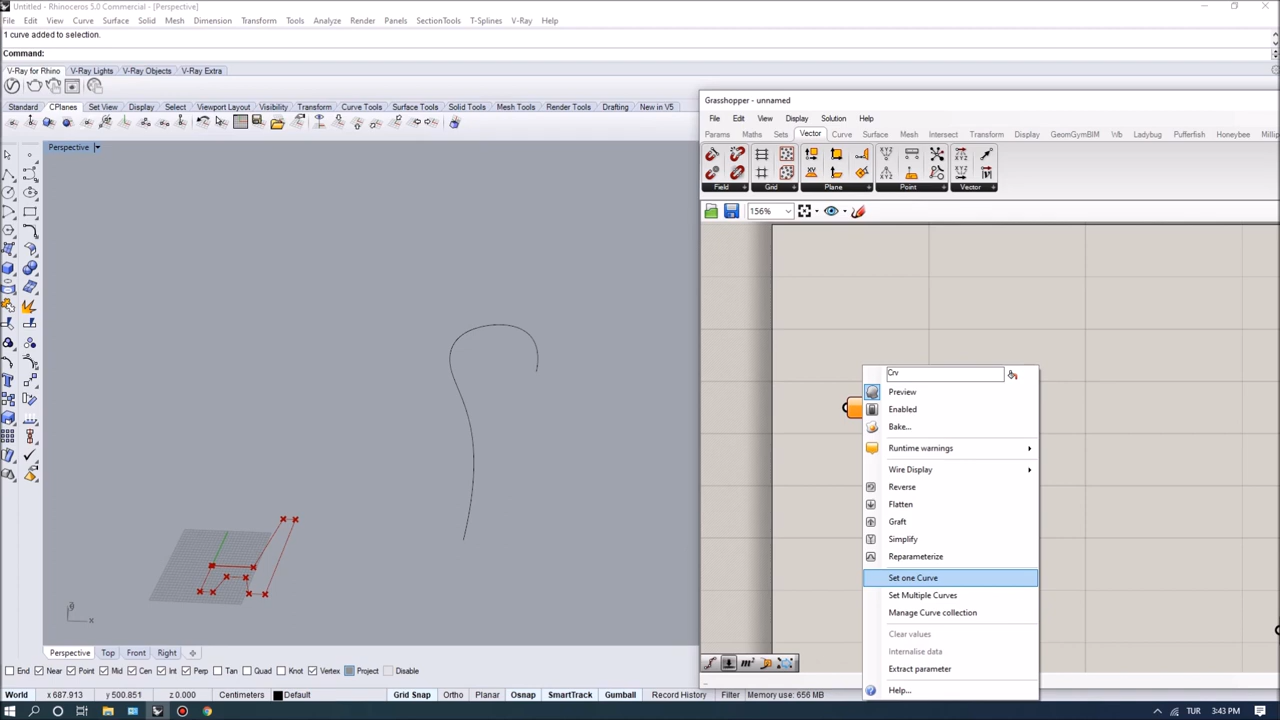 Untitled - Rhinoceros 5.0 Commercial - [Perspective]
File Edit View Curve Surface Solid Mesh Dimension Transform Tools Analyze Render Panels SectionTools T-Splines V-Ray Help
1 curve added to selection.
Command:
V-Ray for Rhino V-Ray Lights V-Ray Objects V-Ray Extra
Standard CPlanes Set View Display Select Viewport Layout Visibility Transform Curve Tools Surface Tools Solid Tools Mesh Tools Render Tools Drafting New in V5
Perspective
Grasshopper - unnamed
File Edit View Display Solution Help
Params Maths Sets Vector Curve Surface Mesh Intersect Transform Display GeomGymBIM Wb Ladybug Pufferfish Honeybee
Field Grid Plane Point Vector
156%
Crv
Preview
Enabled
Bake...
Runtime warnings
Wire Display
Reverse
Flatten
Graft
Simplify
Reparameterize
Set one Curve
Set Multiple Curves
Manage Curve collection
Clear values
Internalise data
Extract parameter
Help...
x
Perspective Top Front Right
End Near Point Mid Cen Int Perp Tan Quad Knot Vertex Project Disable
World x 687.913 y 500.851 z 0.000 Centimeters Default Grid Snap Ortho Planar Osnap SmartTrack Gumball Record History Filter Memory use: 656 MB
TUR 3:43 PM